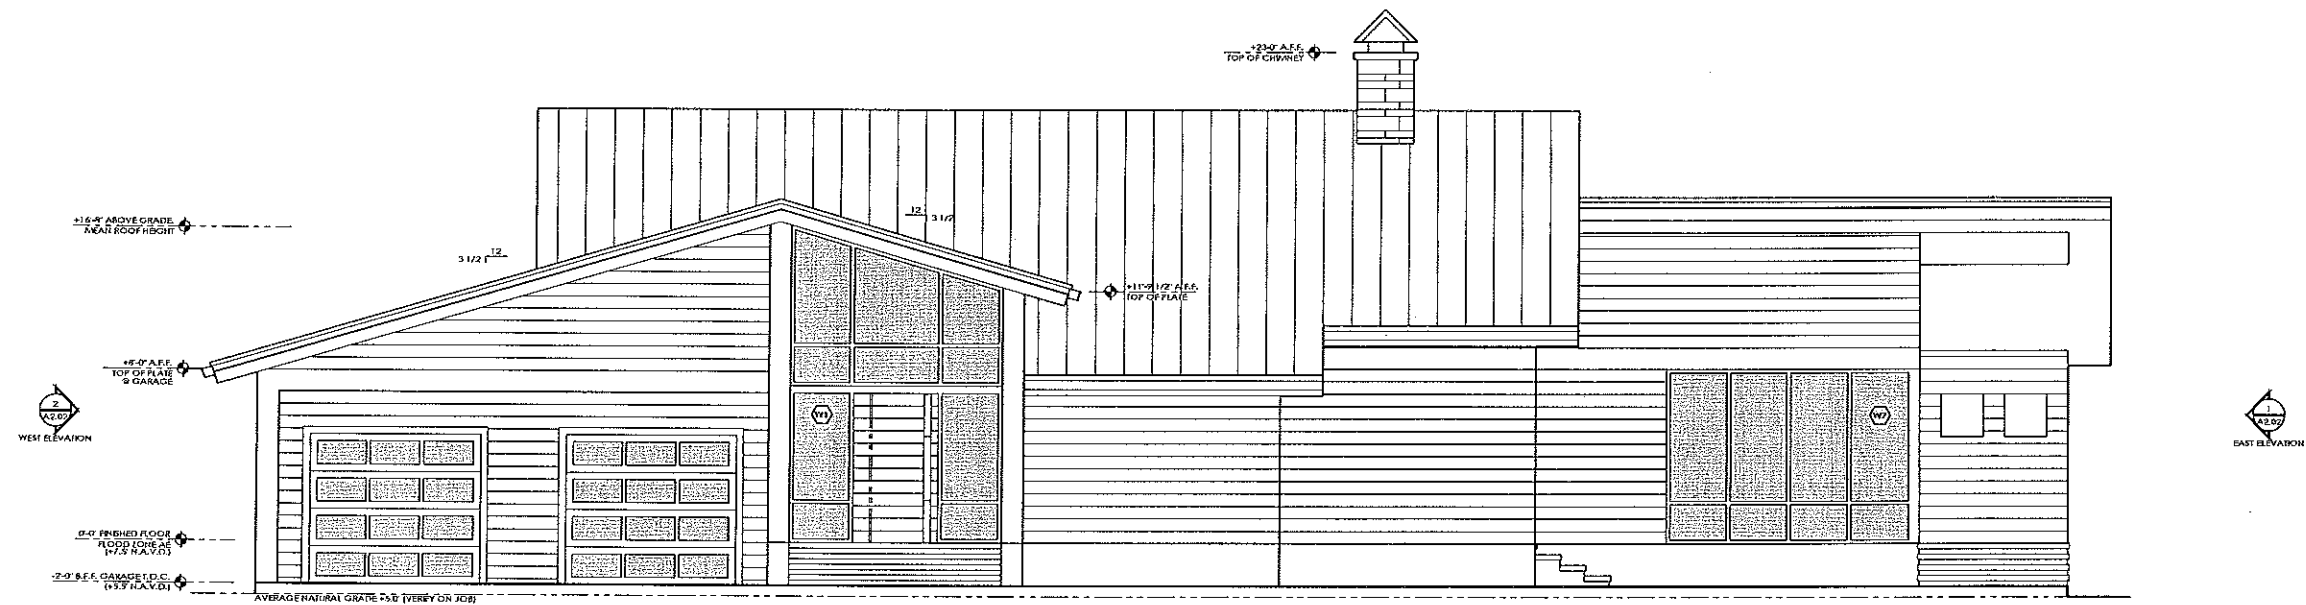 +23'-0" A.F.F.
TOP OF CHIMNEY
+16'-9" ABOVE GRADE
MEAN ROOF HEIGHT
12
3 1/2
12
3 1/2
+11'-9 1/2" A.F.F.
TOP OF PLATE
+8'-0" A.F.F.
TOP OF PLATE
@ GARAGE
2
A2.02
WEST ELEVATION
W1
W7
1
A2.02
EAST ELEVATION
0'-0" FINISHED FLOOR
FLOOD ZONE AE
(+7.5' N.A.V.D.)
-2'-0" B.F.F. GARAGE T.O.C.
(+5.5' N.A.V.D.)
AVERAGE NATURAL GRADE +5.0' (VERIFY ON JOB)